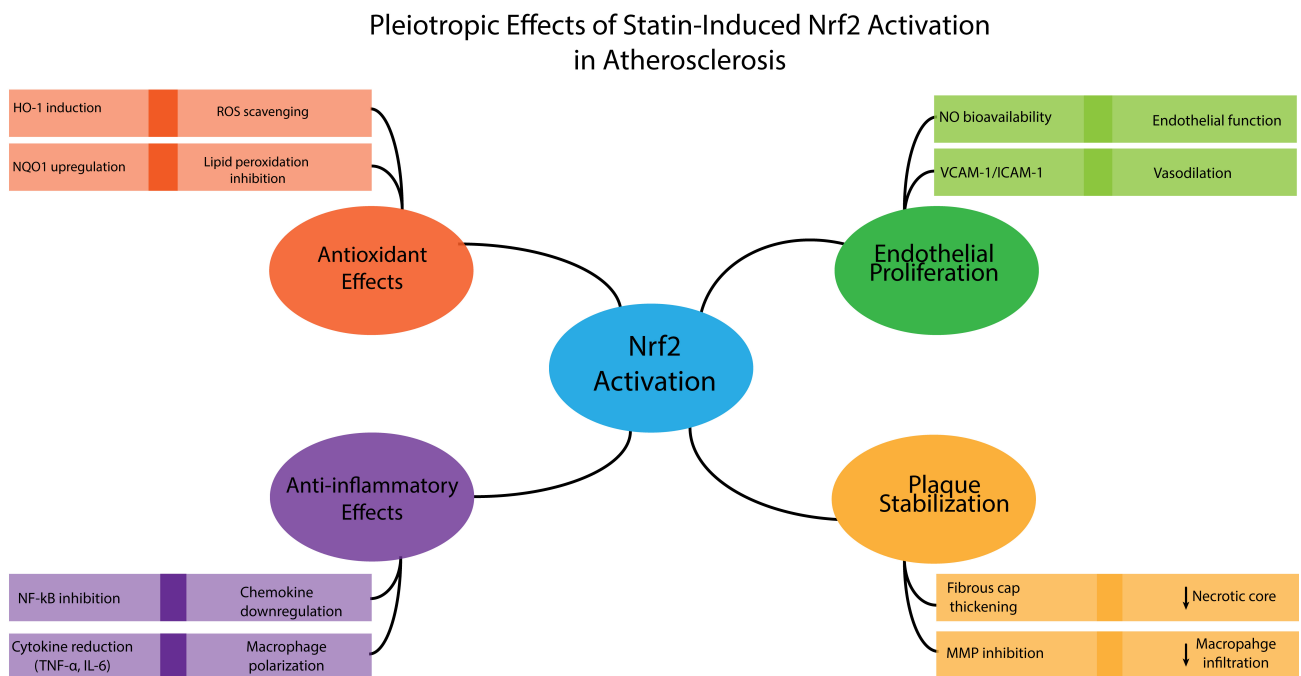 Pleiotropic Effects of Statin-Induced Nrf2 Activation
in Atherosclerosis
HO-1 induction
ROS scavenging
NQO1 upregulation
Lipid peroxidation
inhibition
Antioxidant
Effects
NO bioavailability
Endothelial function
VCAM-1/ICAM-1
Vasodilation
Endothelial
Proliferation
Nrf2
Activation
Anti-inflammatory
Effects
NF-kB inhibition
Chemokine
downregulation
Cytokine reduction
(TNF-α, IL-6)
Macrophage
polarization
Plaque
Stabilization
Fibrous cap
thickening
↓ Necrotic core
MMP inhibition
↓ Macropahge
infiltration